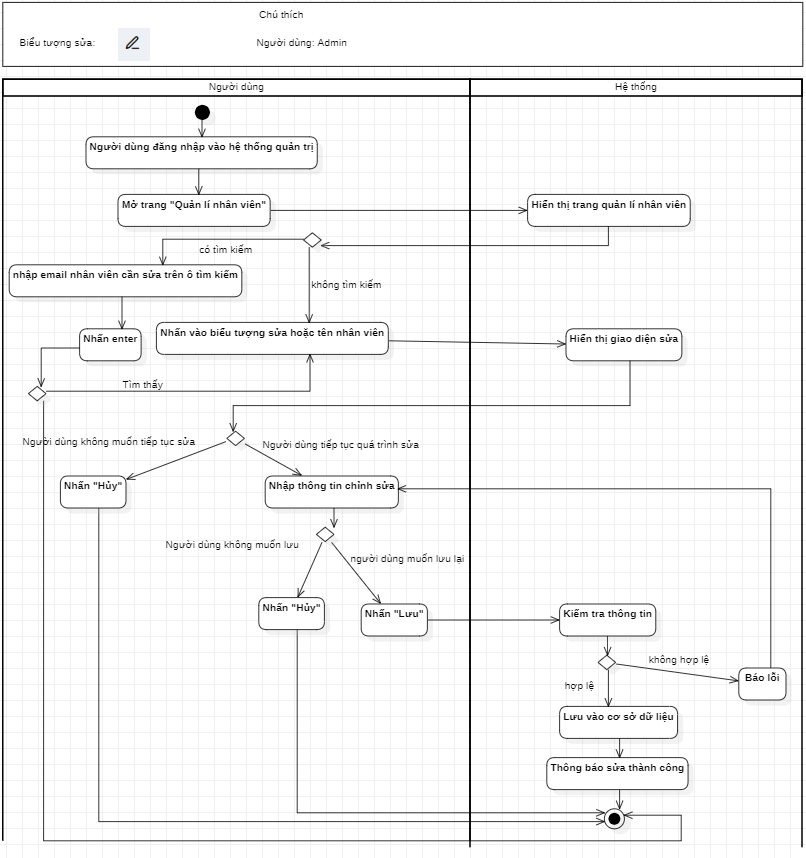 Chú thích
Biểu tượng sửa:
Người dùng: Admin
Người dùng
Hệ thống
Người dùng đăng nhập vào hệ thống quản trị
Mở trang "Quản lí nhân viên"
Hiển thị trang quản lí nhân viên
có tìm kiếm
nhập email nhân viên cần sửa trên ô tìm kiếm
không tìm kiếm
Nhấn enter
Nhấn vào biểu tượng sửa hoặc tên nhân viên
Hiển thị giao diện sửa
Tìm thấy
Người dùng không muốn tiếp tục sửa
Người dùng tiếp tục quá trình sửa
Nhấn "Hủy"
Nhập thông tin chỉnh sửa
Người dùng không muốn lưu
người dùng muốn lưu lại
Nhấn "Hủy"
Nhấn "Lưu"
Kiểm tra thông tin
không hợp lệ
Báo lỗi
hợp lệ
Lưu vào cơ sở dữ liệu
Thông báo sửa thành công